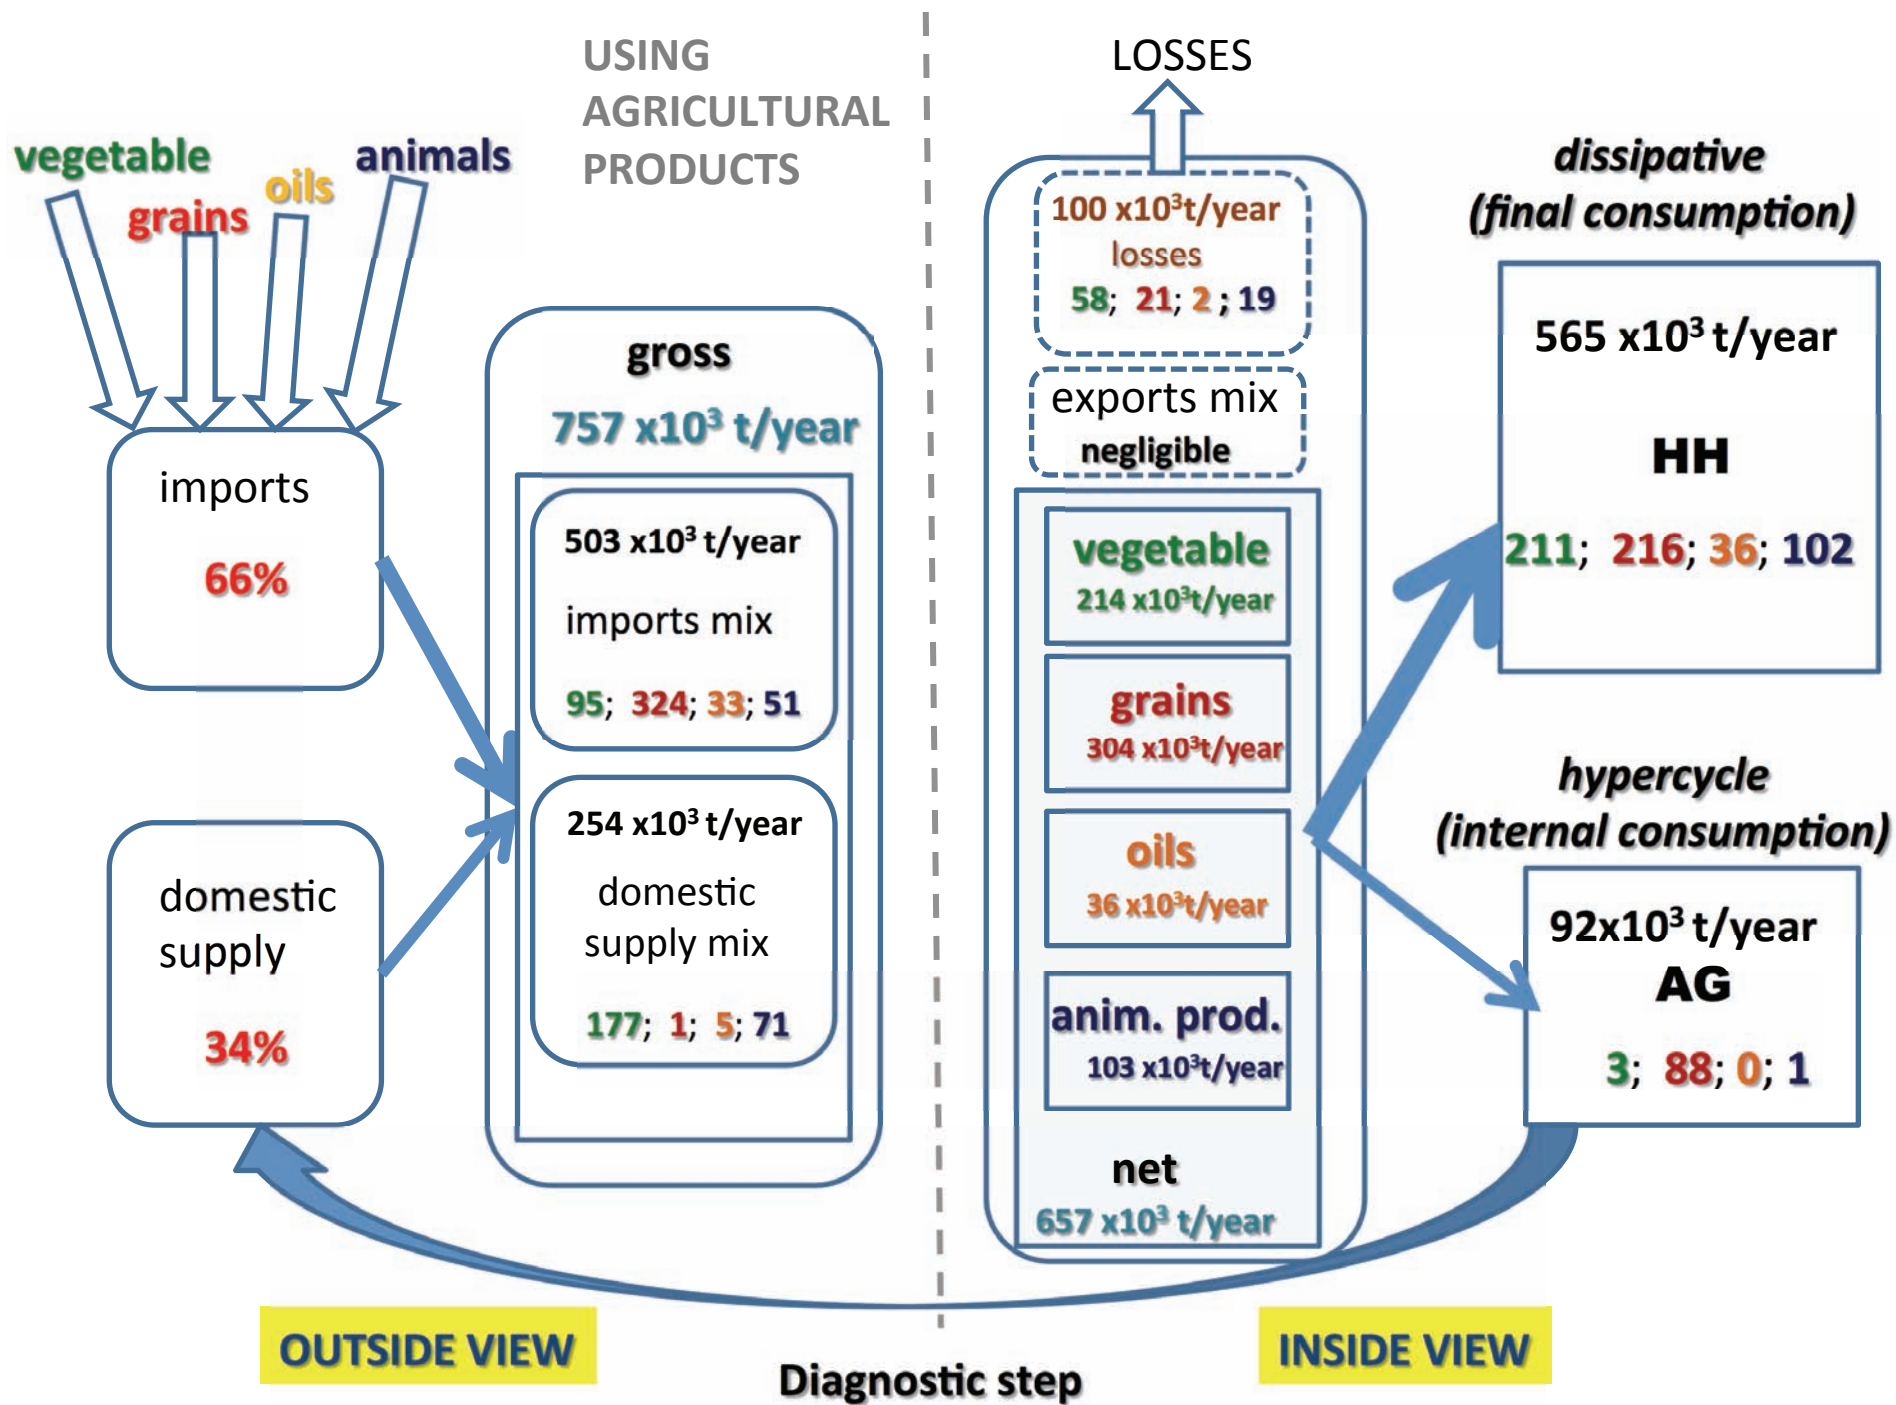 USING
AGRICULTURAL
PRODUCTS
vegetable
grains
oils
animals
imports
66%
domestic
supply
34%
gross
757 x10³ t/year
503 x10³ t/year
imports mix
95; 324; 33; 51
254 x10³ t/year
domestic
supply mix
177; 1; 5; 71
LOSSES
100 x10³t/year
losses
58; 21; 2 ; 19
exports mix
negligible
vegetable
214 x10³t/year
grains
304 x10³t/year
oils
36 x10³t/year
anim. prod.
103 x10³t/year
net
657 x10³ t/year
dissipative
(final consumption)
565 x10³ t/year
HH
211; 216; 36; 102
hypercycle
(internal consumption)
92x10³ t/year
AG
3; 88; 0; 1
OUTSIDE VIEW
INSIDE VIEW
Diagnostic step